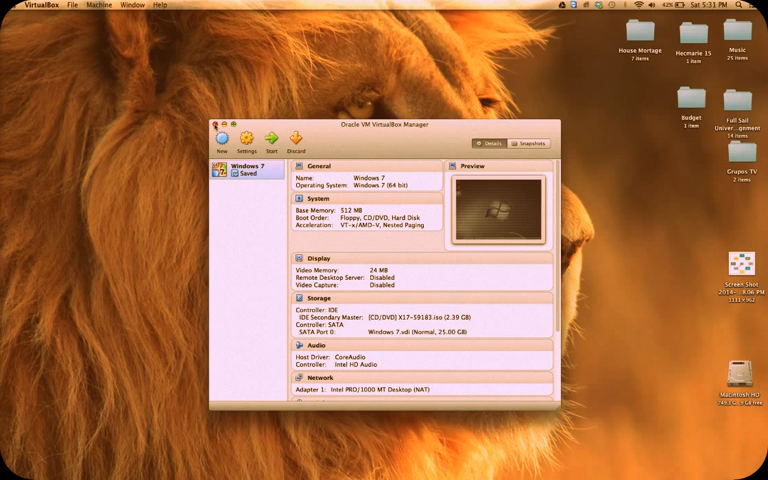 VirtualBox File Machine Window Help
42% Sat 5:31 PM
Oracle VM VirtualBox Manager
New Settings Start Discard
Details Snapshots
Windows 7
Saved
General
Name: Windows 7
Operating System: Windows 7 (64 bit)
System
Base Memory: 512 MB
Boot Order: Floppy, CD/DVD, Hard Disk
Acceleration: VT-x/AMD-V, Nested Paging
Preview
Display
Video Memory: 24 MB
Remote Desktop Server: Disabled
Video Capture: Disabled
Storage
Controller: IDE
IDE Secondary Master: [CD/DVD] X17-59183.iso (2.39 GB)
Controller: SATA
SATA Port 0: Windows 7.vdi (Normal, 25.00 GB)
Audio
Host Driver: CoreAudio
Controller: Intel HD Audio
Network
Adapter 1: Intel PRO/1000 MT Desktop (NAT)
House Mortage
7 items
Hecmarie 15
1 item
Music
25 items
Budget
1 item
Full Sail
Univer...gnment
14 items
Grupos TV
2 items
Screen Shot
2014-... 8.06 PM
1111 × 962
Macintosh HD
GB free